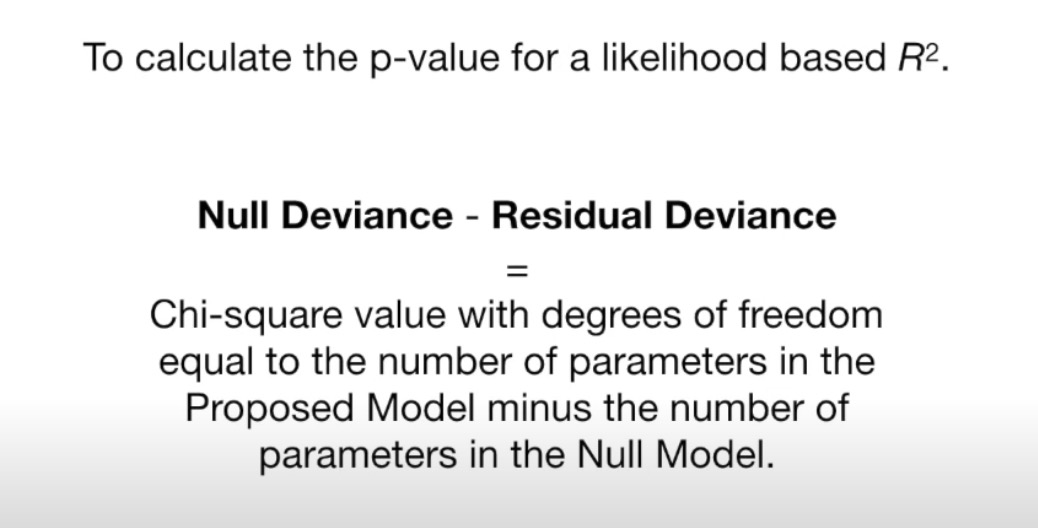 To calculate the p-value for a likelihood based R².
Null Deviance - Residual Deviance
=
Chi-square value with degrees of freedom
equal to the number of parameters in the
Proposed Model minus the number of
parameters in the Null Model.